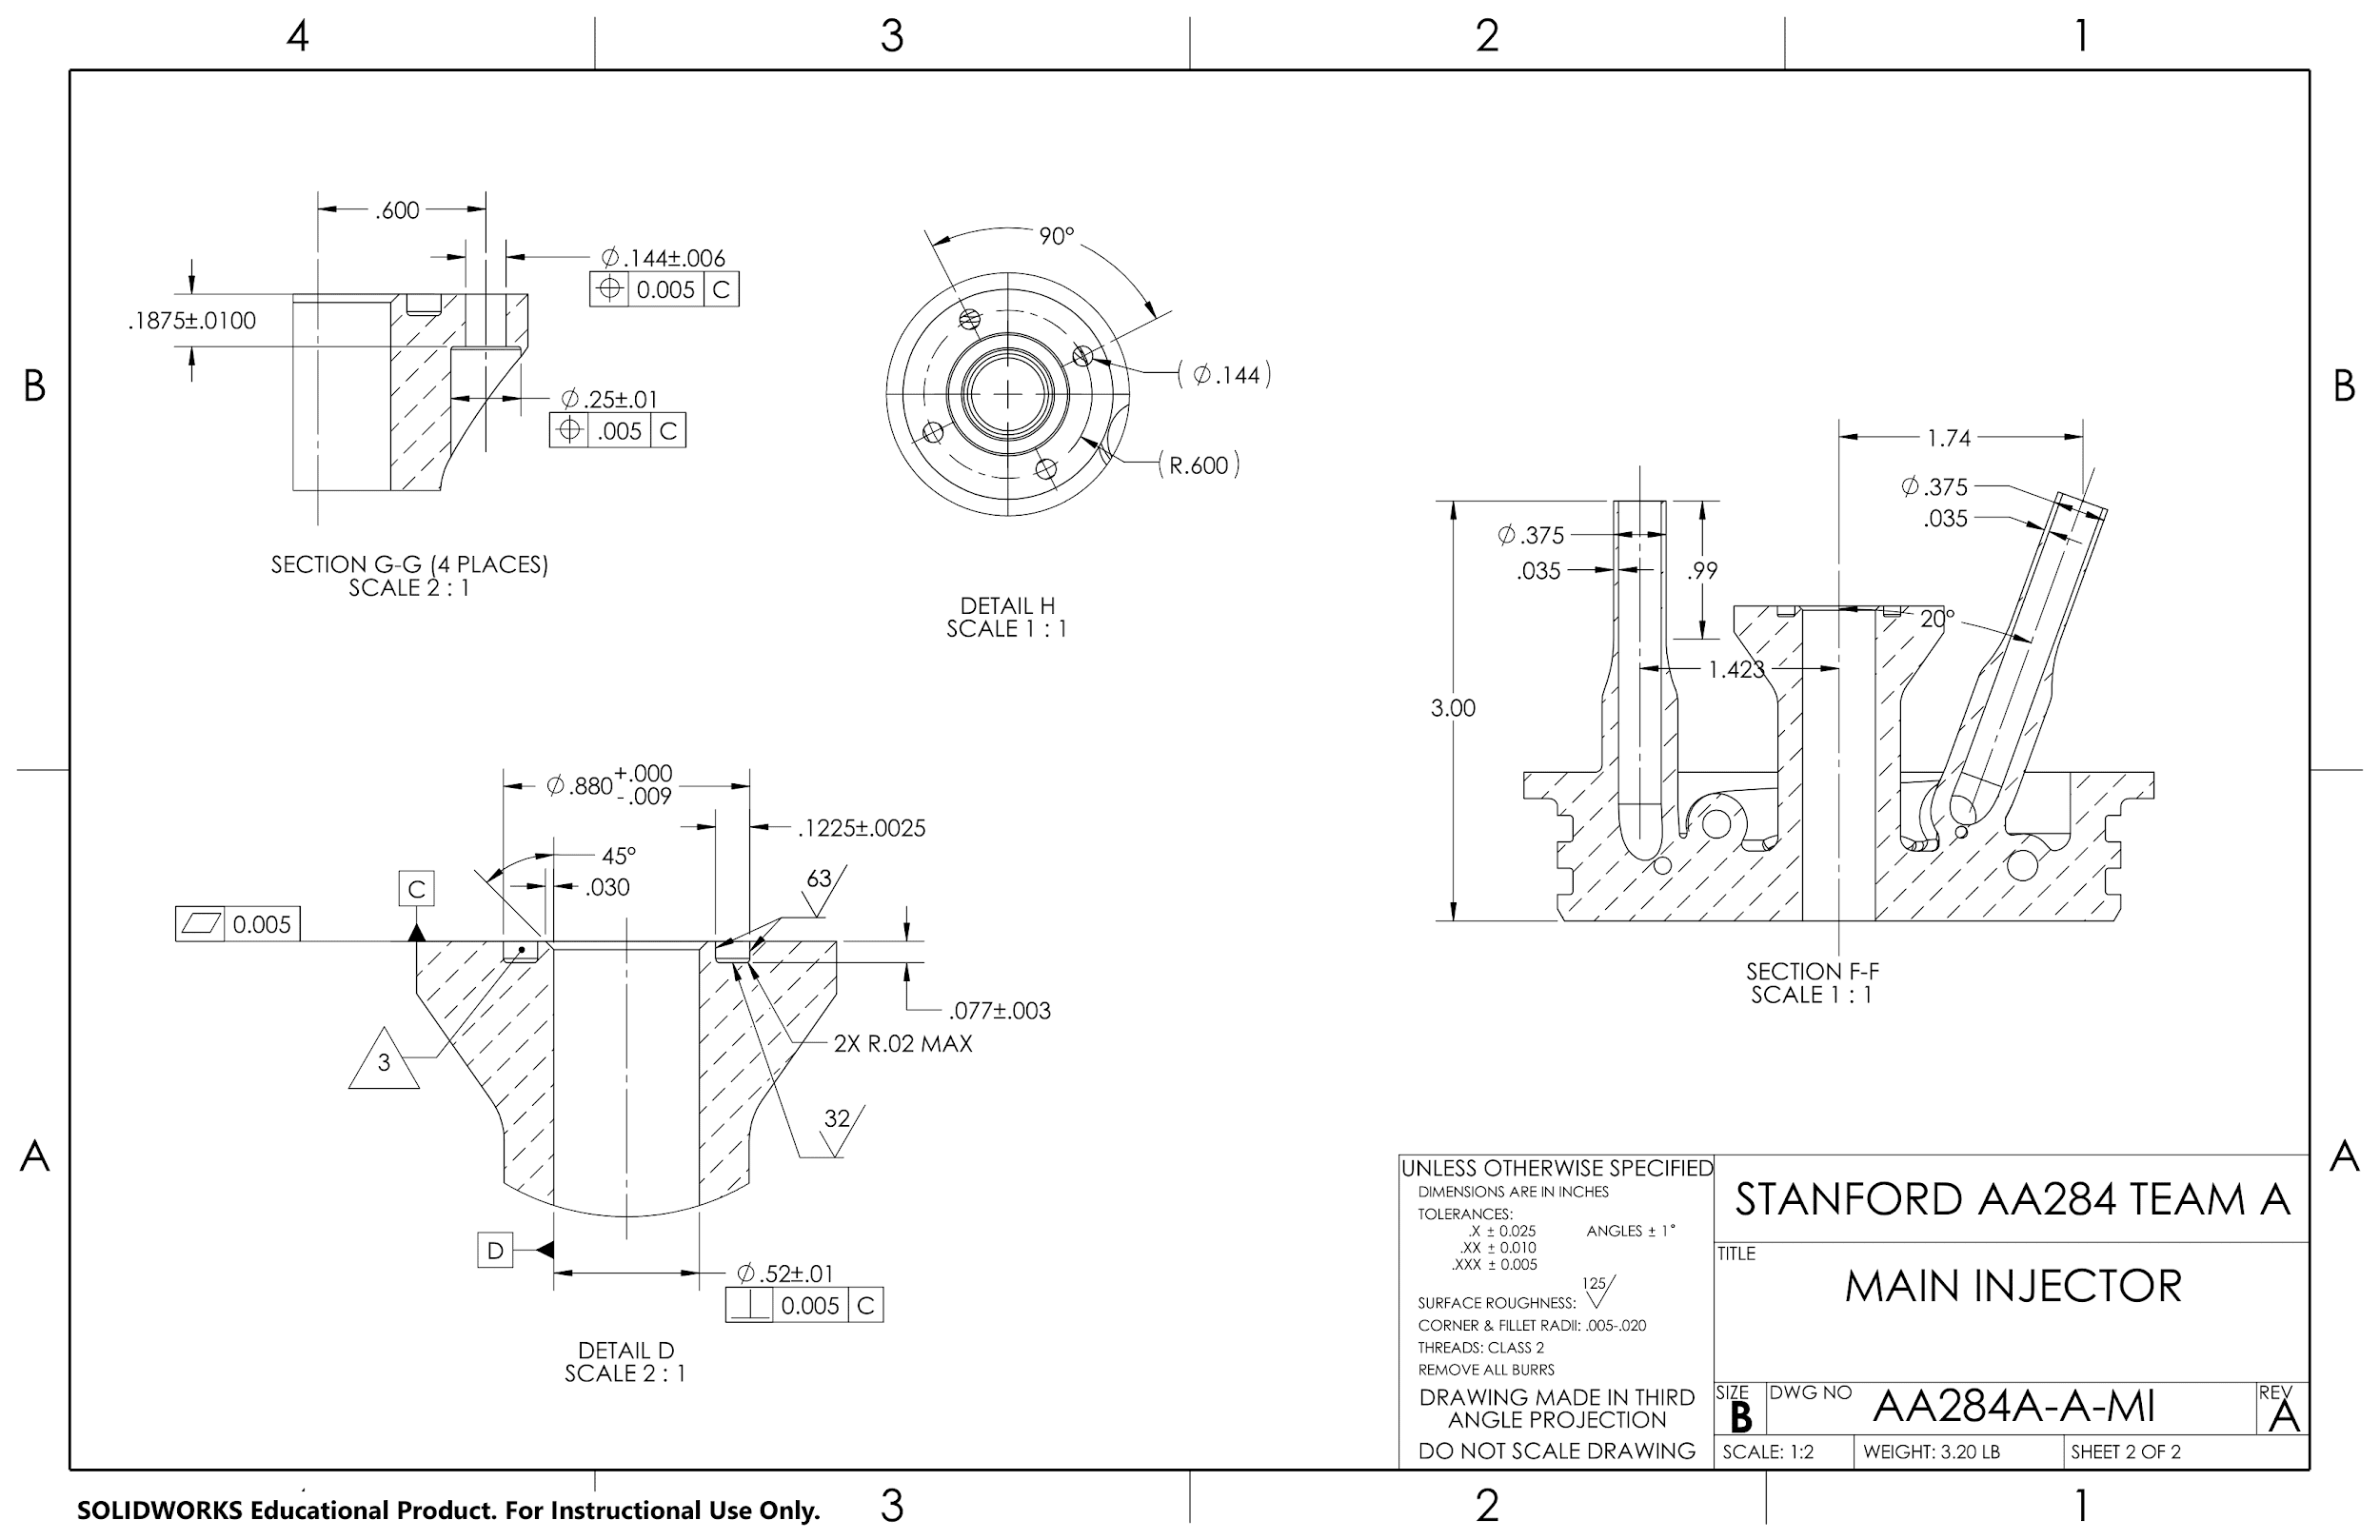 4 3 2 1
B B
A A
.600
⌀.144±.006
⌖ 0.005 C
.1875±.0100
⌀.25±.01
⌖ .005 C
SECTION G-G (4 PLACES)
SCALE 2 : 1
90°
(⌀.144)
(R.600)
DETAIL H
SCALE 1 : 1
1.74
⌀.375
.035
⌀.375
.035
.99
20°
1.423
3.00
SECTION F-F
SCALE 1 : 1
⌀.880 +.000
-.009
.1225±.0025
45°
.030
63
C
⏥ 0.005
.077±.003
2X R.02 MAX
3
32
D
⌀.52±.01
⟂ 0.005 C
DETAIL D
SCALE 2 : 1
UNLESS OTHERWISE SPECIFIED
DIMENSIONS ARE IN INCHES
TOLERANCES:
.X ± 0.025 ANGLES ± 1°
.XX ± 0.010
.XXX ± 0.005
125
SURFACE ROUGHNESS:
CORNER & FILLET RADII: .005-.020
THREADS: CLASS 2
REMOVE ALL BURRS
DRAWING MADE IN THIRD
ANGLE PROJECTION
DO NOT SCALE DRAWING
STANFORD AA284 TEAM A
TITLE
MAIN INJECTOR
SIZE
B
DWG NO
AA284A-A-MI
REV
A
SCALE: 1:2 WEIGHT: 3.20 LB SHEET 2 OF 2
SOLIDWORKS Educational Product. For Instructional Use Only.
3 2 1